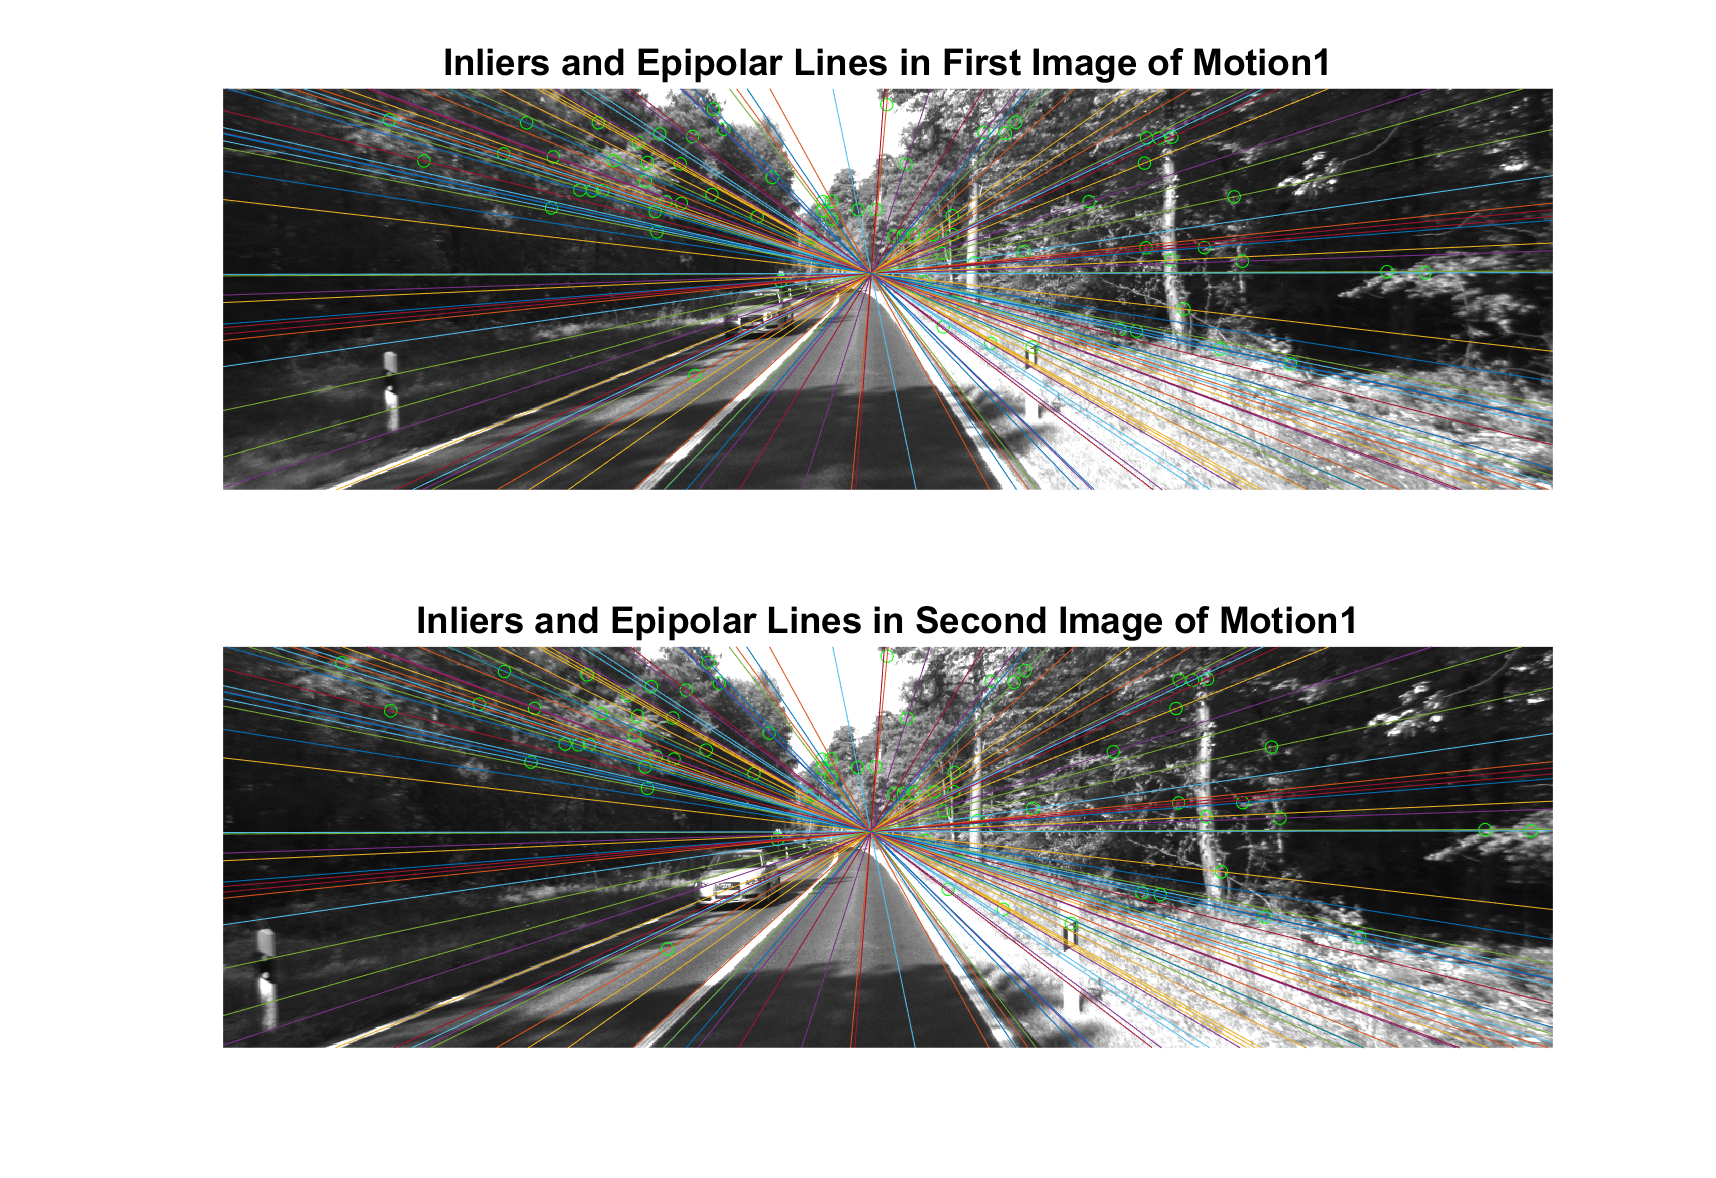 Inliers and Epipolar Lines in First Image of Motion1
Inliers and Epipolar Lines in Second Image of Motion1